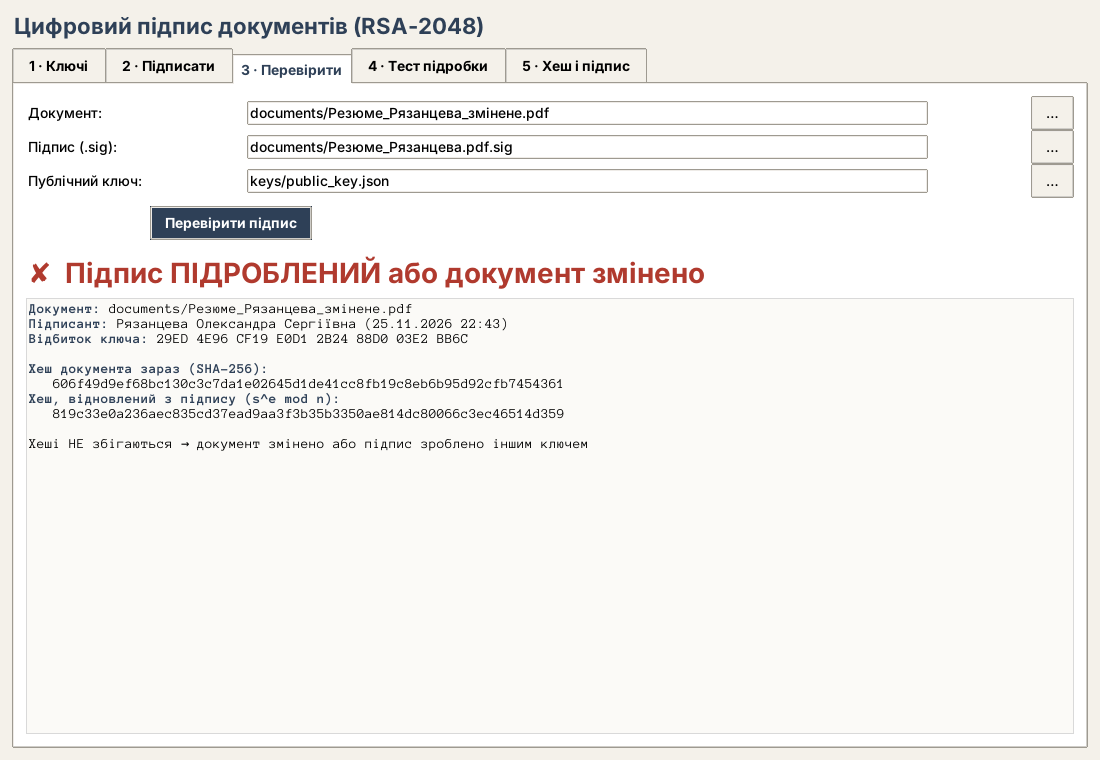 Цифровий підпис документів (RSA-2048)
1 · Ключі 2 · Підписати 3 · Перевірити 4 · Тест підробки 5 · Хеш і підпис
Документ: documents/Резюме_Рязанцева_змінене.pdf ...
Підпис (.sig): documents/Резюме_Рязанцева.pdf.sig ...
Публічний ключ: keys/public_key.json ...
Перевірити підпис
✘ Підпис ПІДРОБЛЕНИЙ або документ змінено
Документ: documents/Резюме_Рязанцева_змінене.pdf
Підписант: Рязанцева Олександра Сергіївна (25.11.2026 22:43)
Відбиток ключа: 29ED 4E96 CF19 E0D1 2B24 88D0 03E2 BB6C
Хеш документа зараз (SHA-256):
606f49d9ef68bc130c3c7da1e02645d1de41cc8fb19c8eb6b95d92cfb7454361
Хеш, відновлений з підпису (s^e mod n):
819c33e0a236aec835cd37ead9aa3f3b35b3350ae814dc80066c3ec46514d359
Хеші НЕ збігаються → документ змінено або підпис зроблено іншим ключем